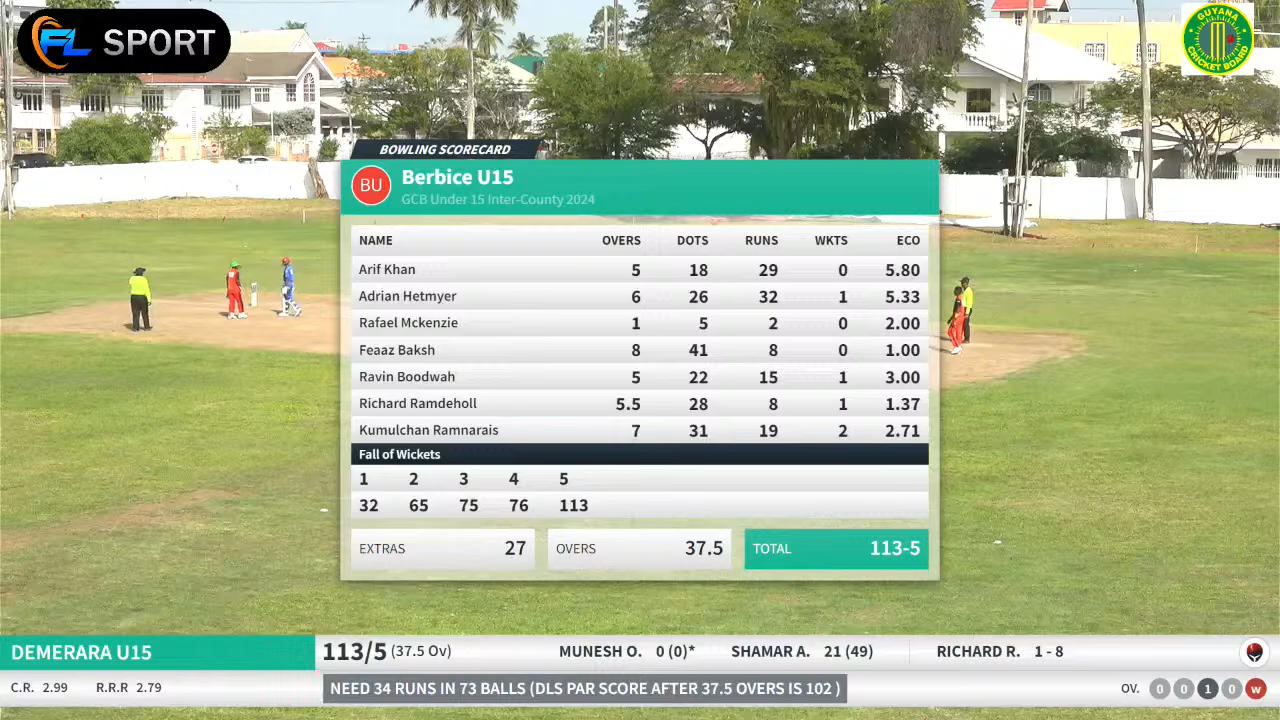 FL SPORT
GUYANA
CRICKET BOARD
BOWLING SCORECARD
BU
Berbice U15
GCB Under 15 Inter-County 2024
NAME OVERS DOTS RUNS WKTS ECO
Arif Khan 5 18 29 0 5.80
Adrian Hetmyer 6 26 32 1 5.33
Rafael Mckenzie 1 5 2 0 2.00
Feaaz Baksh 8 41 8 0 1.00
Ravin Boodwah 5 22 15 1 3.00
Richard Ramdeholl 5.5 28 8 1 1.37
Kumulchan Ramnarais 7 31 19 2 2.71
Fall of Wickets
1 2 3 4 5
32 65 75 76 113
EXTRAS 27 OVERS 37.5 TOTAL 113-5
DEMERARA U15 113/5 (37.5 Ov) MUNESH O. 0 (0)* SHAMAR A. 21 (49) RICHARD R. 1 - 8
C.R. 2.99 R.R.R 2.79 NEED 34 RUNS IN 73 BALLS (DLS PAR SCORE AFTER 37.5 OVERS IS 102 ) OV. 0 0 1 0 W